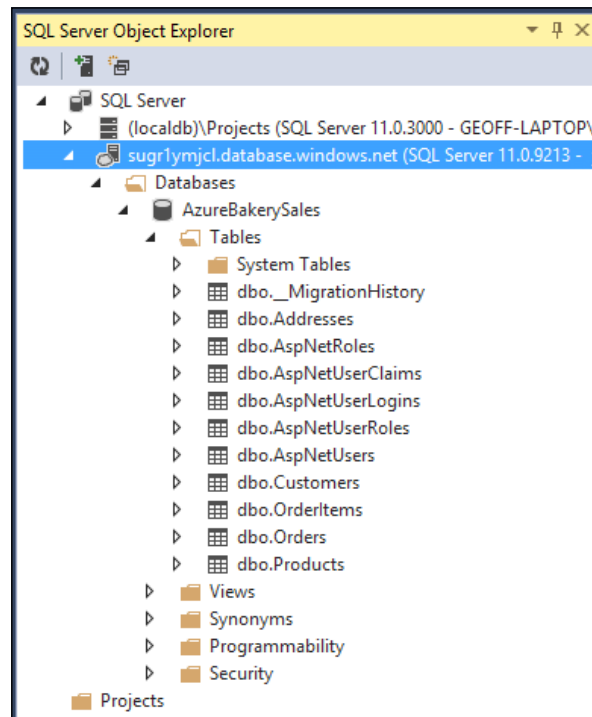 SQL Server Object Explorer
SQL Server
(localdb)\Projects (SQL Server 11.0.3000 - GEOFF-LAPTOP\
sugr1ymjcl.database.windows.net (SQL Server 11.0.9213 -
Databases
AzureBakerySales
Tables
System Tables
dbo.__MigrationHistory
dbo.Addresses
dbo.AspNetRoles
dbo.AspNetUserClaims
dbo.AspNetUserLogins
dbo.AspNetUserRoles
dbo.AspNetUsers
dbo.Customers
dbo.OrderItems
dbo.Orders
dbo.Products
Views
Synonyms
Programmability
Security
Projects